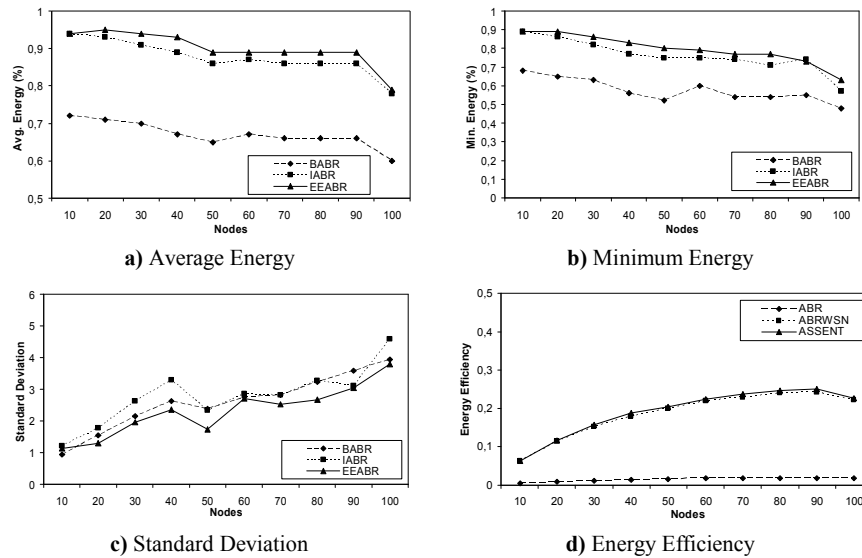 1
0,9
0,8
0,7
0,6
0,5
Avg. Energy (%)
10 20 30 40 50 60 70 80 90 100
Nodes
BABR
IABR
EEABR
a) Average Energy
1
0,9
0,8
0,7
0,6
0,5
0,4
0,3
0,2
0,1
0
Min. Energy (%)
10 20 30 40 50 60 70 80 90 100
Nodes
BABR
IABR
EEABR
b) Minimum Energy
6
5
4
3
2
1
0
Standard Deviation
10 20 30 40 50 60 70 80 90 100
Nodes
BABR
IABR
EEABR
c) Standard Deviation
0,5
0,4
0,3
0,2
0,1
0
Energy Efficiency
10 20 30 40 50 60 70 80 90 100
Nodes
ABR
ABRWSN
ASSENT
d) Energy Efficiency